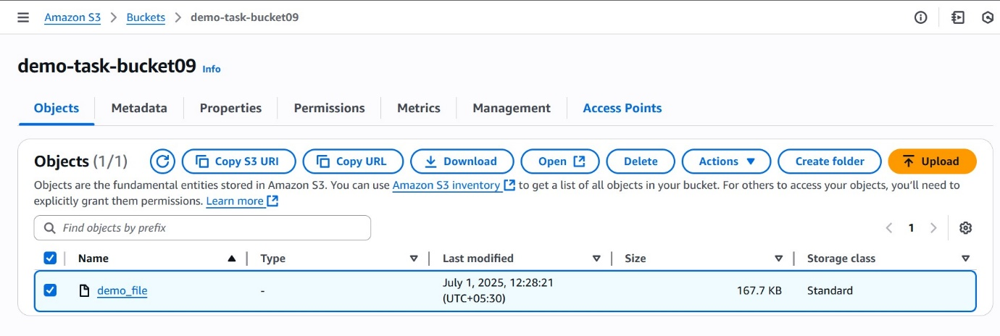 Amazon S3 > Buckets > demo-task-bucket09
demo-task-bucket09 Info
Objects Metadata Properties Permissions Metrics Management Access Points
Objects (1/1) Copy S3 URI Copy URL Download Open Delete Actions Create folder Upload
Objects are the fundamental entities stored in Amazon S3. You can use Amazon S3 inventory to get a list of all objects in your bucket. For others to access your objects, you'll need to
explicitly grant them permissions. Learn more
Find objects by prefix 1
Name Type Last modified Size Storage class
demo_file - July 1, 2025, 12:28:21 167.7 KB Standard
(UTC+05:30)